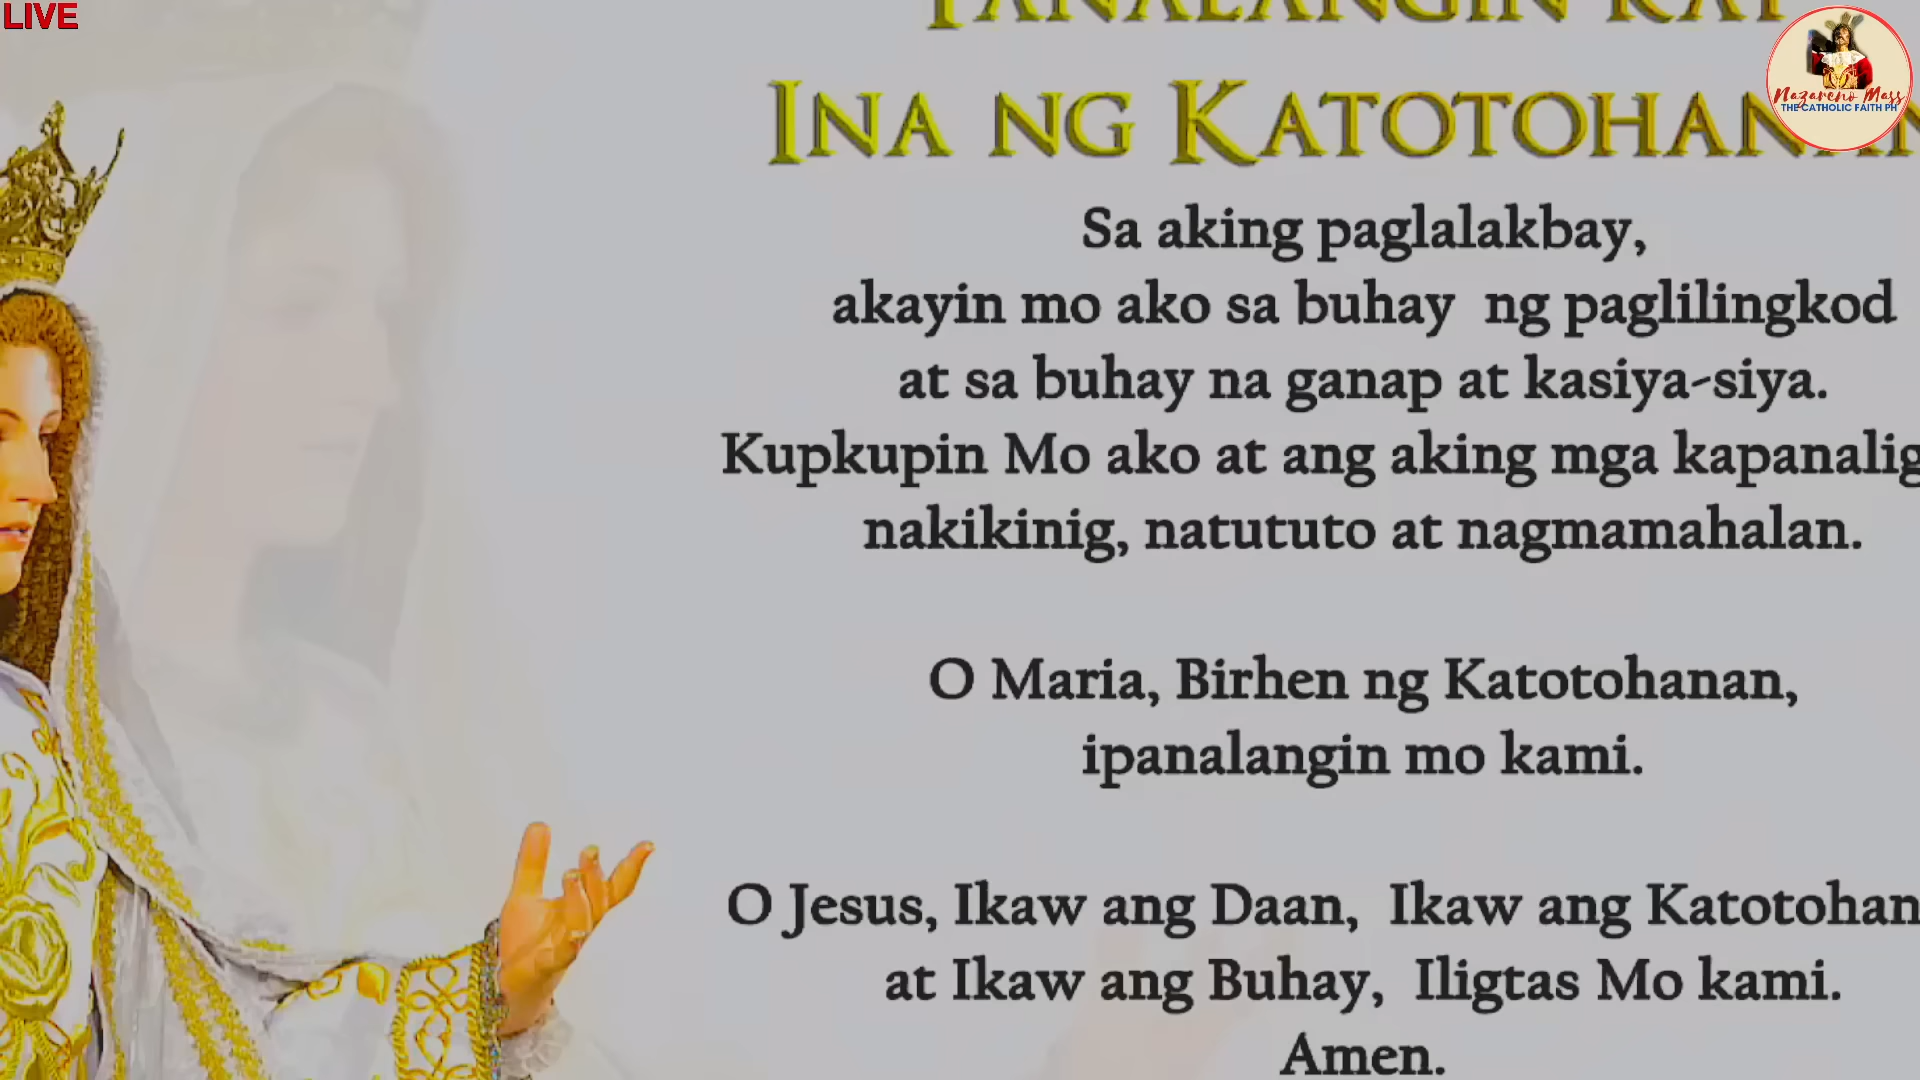 LIVE
PANALANGIN KAY
INA NG KATOTOHANAN
Nazareno Mass
THE CATHOLIC FAITH PH
Sa aking paglalakbay,
akayin mo ako sa buhay ng paglilingkod
at sa buhay na ganap at kasiya-siya.
Kupkupin Mo ako at ang aking mga kapanalig
nakikinig, natututo at nagmamahalan.
O Maria, Birhen ng Katotohanan,
ipanalangin mo kami.
O Jesus, Ikaw ang Daan, Ikaw ang Katotohan
at Ikaw ang Buhay, Iligtas Mo kami.
Amen.